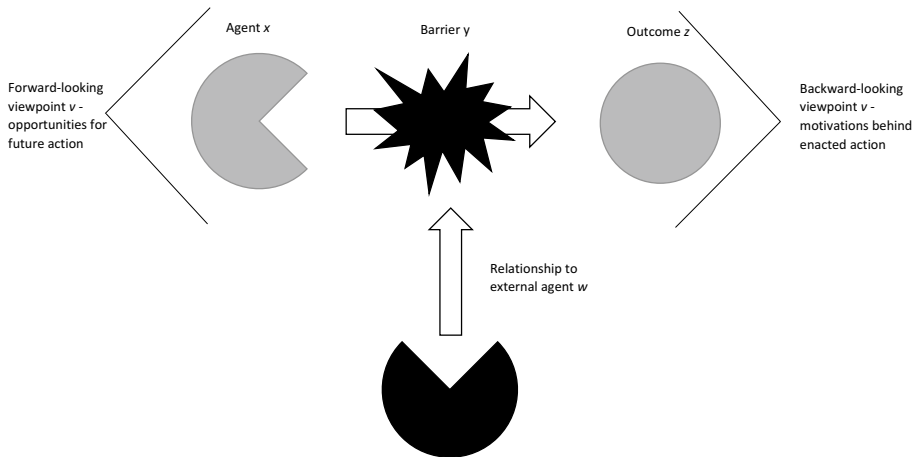 Agent x
Barrier y
Outcome z
Forward-looking
viewpoint v -
opportunities for
future action
Backward-looking
viewpoint v –
motivations behind
enacted action
Relationship to
external agent w